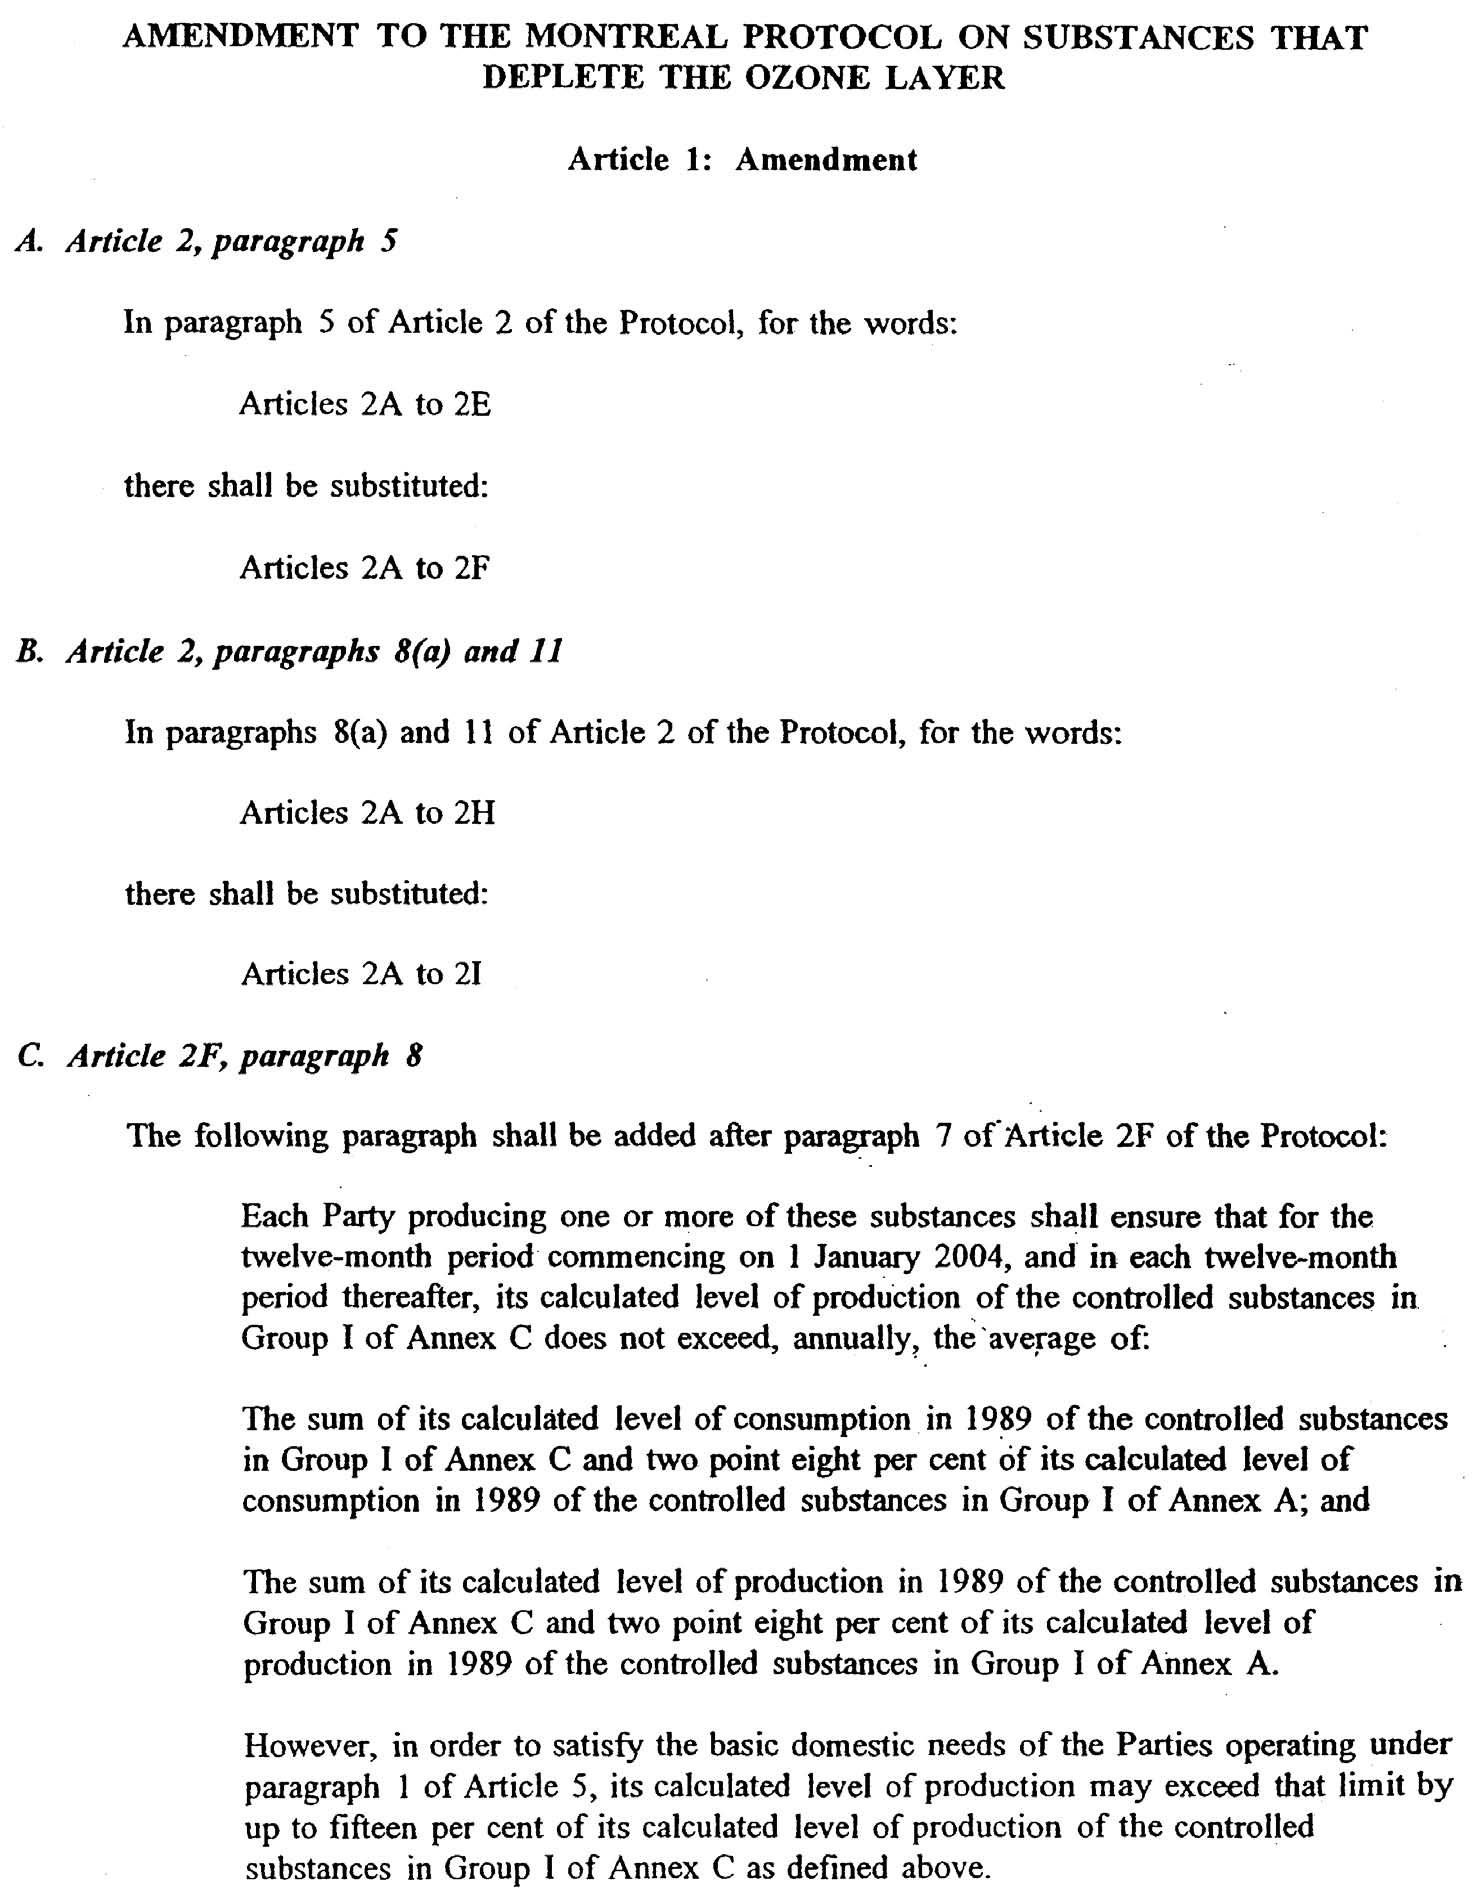 AMENDMENT TO THE MONTREAL PROTOCOL ON SUBSTANCES THAT
DEPLETE THE OZONE LAYER
Article 1: Amendment
A. Article 2, paragraph 5
In paragraph 5 of Article 2 of the Protocol, for the words:
Articles 2A to 2E
there shall be substituted:
Articles 2A to 2F
B. Article 2, paragraphs 8(a) and 11
In paragraphs 8(a) and 11 of Article 2 of the Protocol, for the words:
Articles 2A to 2H
there shall be substituted:
Articles 2A to 2I
C. Article 2F, paragraph 8
The following paragraph shall be added after paragraph 7 of Article 2F of the Protocol:
Each Party producing one or more of these substances shall ensure that for the
twelve-month period commencing on 1 January 2004, and in each twelve-month
period thereafter, its calculated level of production of the controlled substances in
Group I of Annex C does not exceed, annually, the average of:
The sum of its calculated level of consumption in 1989 of the controlled substances
in Group I of Annex C and two point eight per cent of its calculated level of
consumption in 1989 of the controlled substances in Group I of Annex A; and
The sum of its calculated level of production in 1989 of the controlled substances in
Group I of Annex C and two point eight per cent of its calculated level of
production in 1989 of the controlled substances in Group I of Annex A.
However, in order to satisfy the basic domestic needs of the Parties operating under
paragraph 1 of Article 5, its calculated level of production may exceed that limit by
up to fifteen per cent of its calculated level of production of the controlled
substances in Group I of Annex C as defined above.